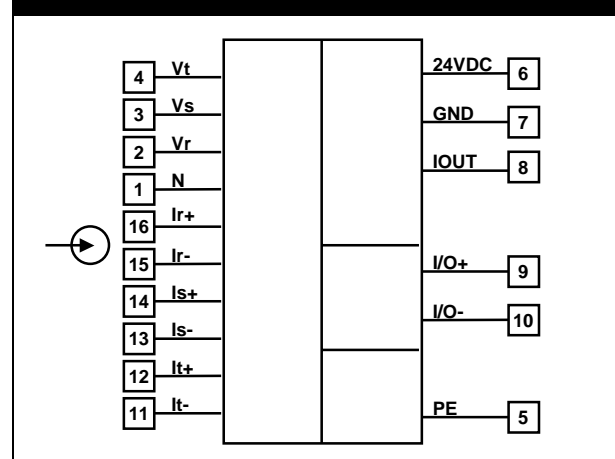 4 Vt
3 Vs
2 Vr
1 N
16 Ir+
15 Ir-
14 Is+
13 Is-
12 It+
11 It-
24VDC 6
GND 7
IOUT 8
I/O+ 9
I/O- 10
PE 5